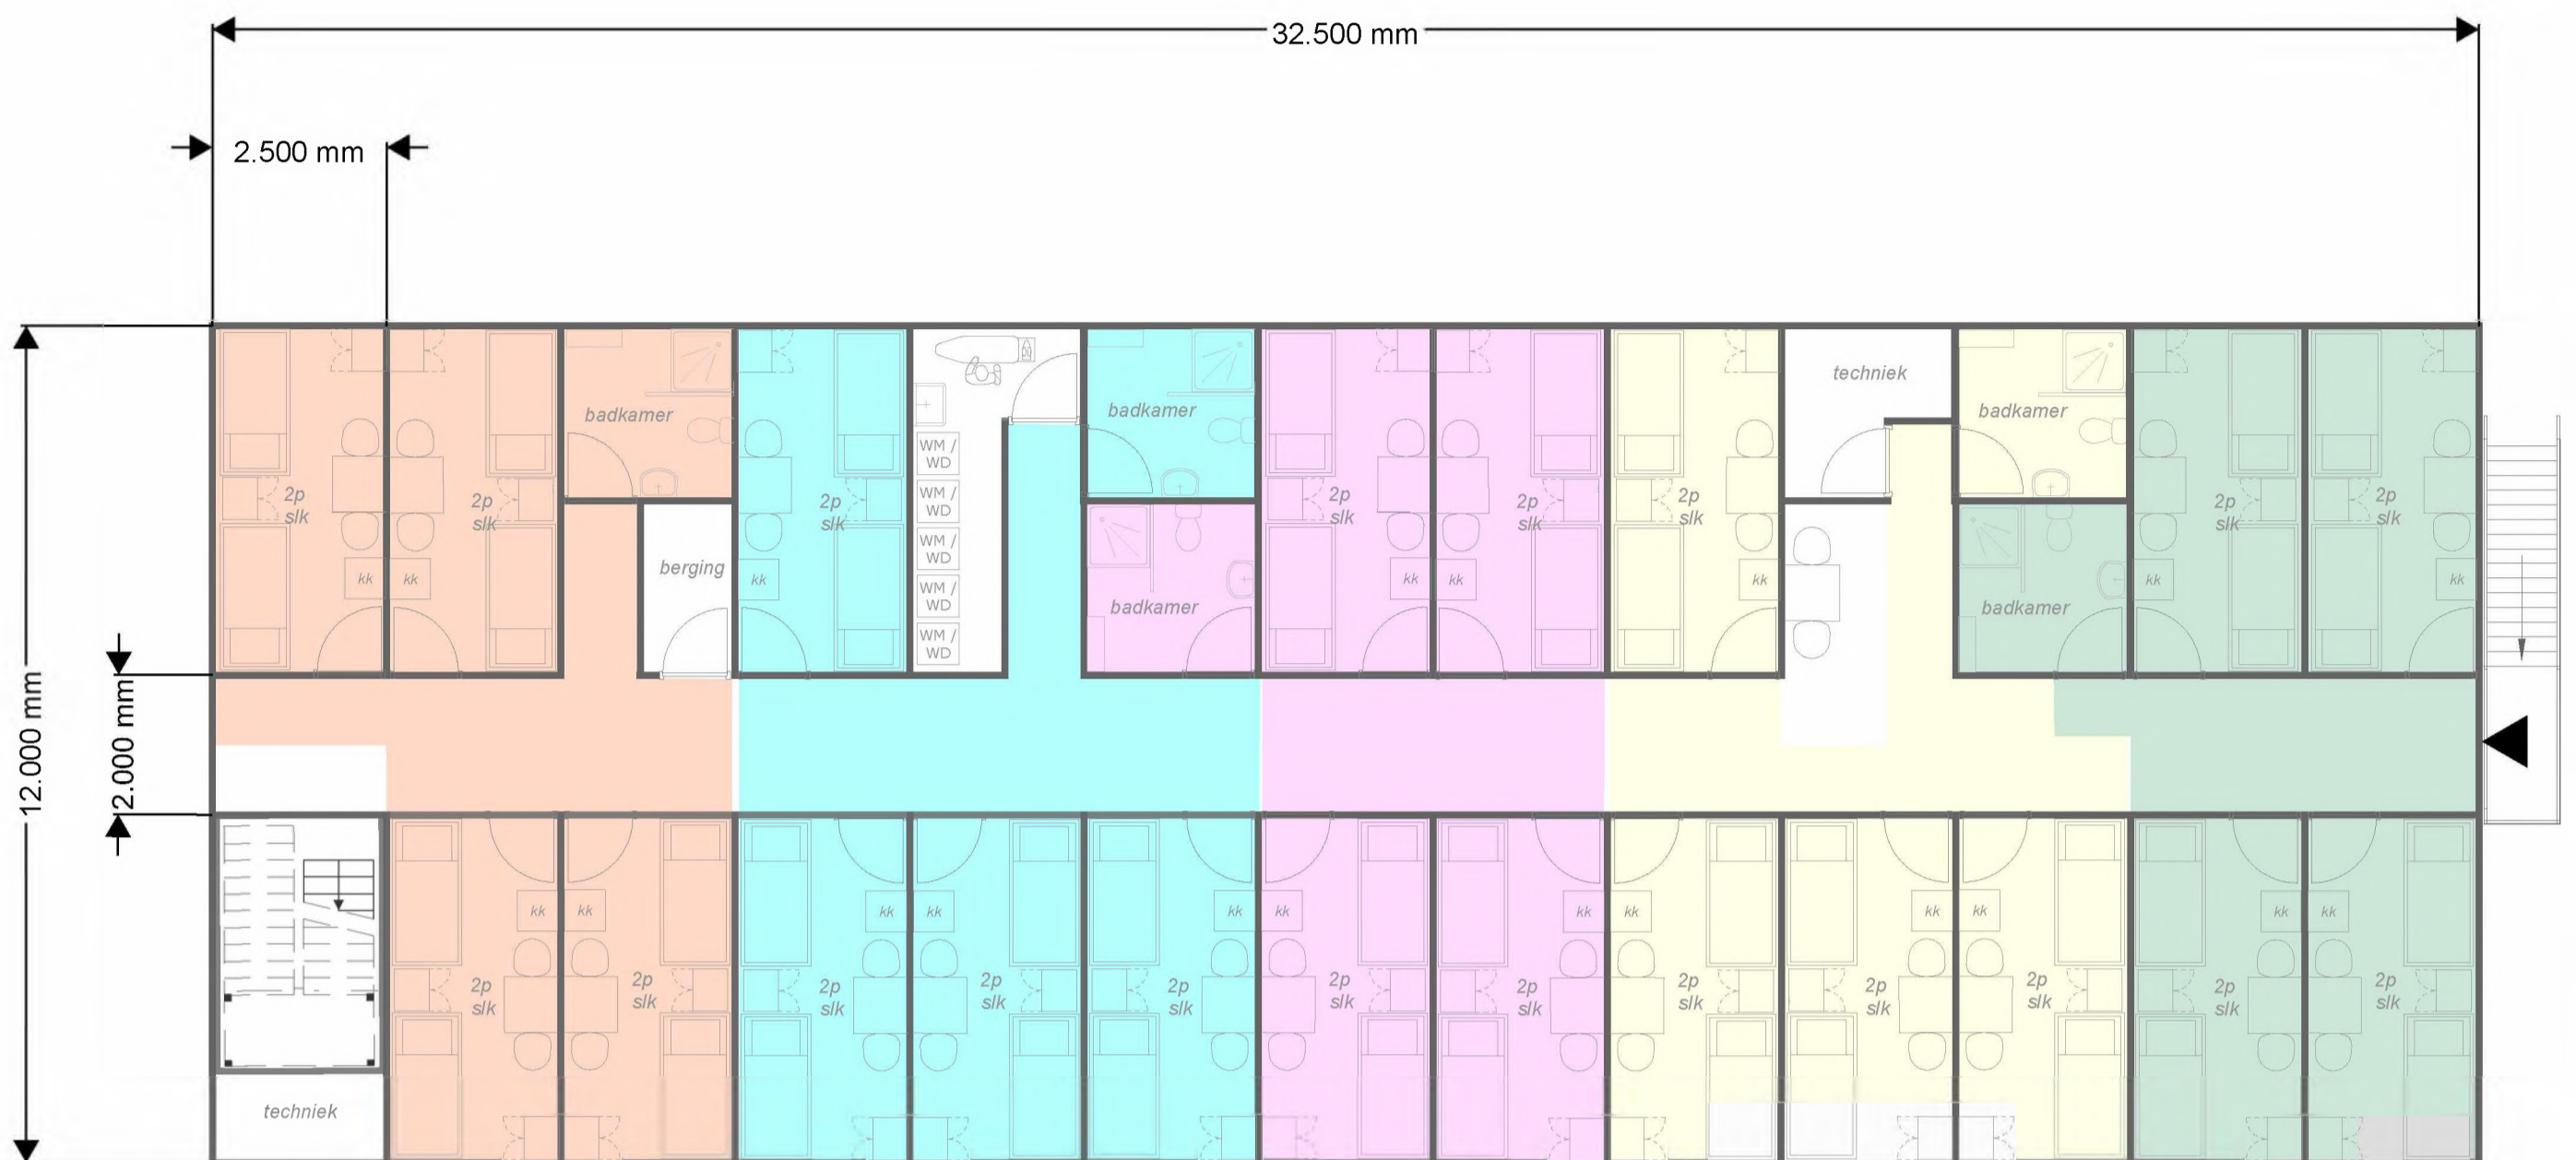 32.500 mm
2.500 mm
12.000 mm
2.000 mm
badkamer
badkamer
techniek
badkamer
WM /
WD
WM /
WD
WM /
WD
WM /
WD
WM /
WD
2p
slk
2p
slk
2p
slk
2p
slk
2p
slk
2p
slk
2p
slk
2p
slk
berging
kk
kk
kk
kk
kk
kk
kk
kk
badkamer
badkamer
kk
kk
kk
kk
kk
kk
kk
kk
kk
kk
kk
kk
2p
slk
2p
slk
2p
slk
2p
slk
2p
slk
2p
slk
2p
slk
2p
slk
2p
slk
2p
slk
2p
slk
2p
slk
techniek